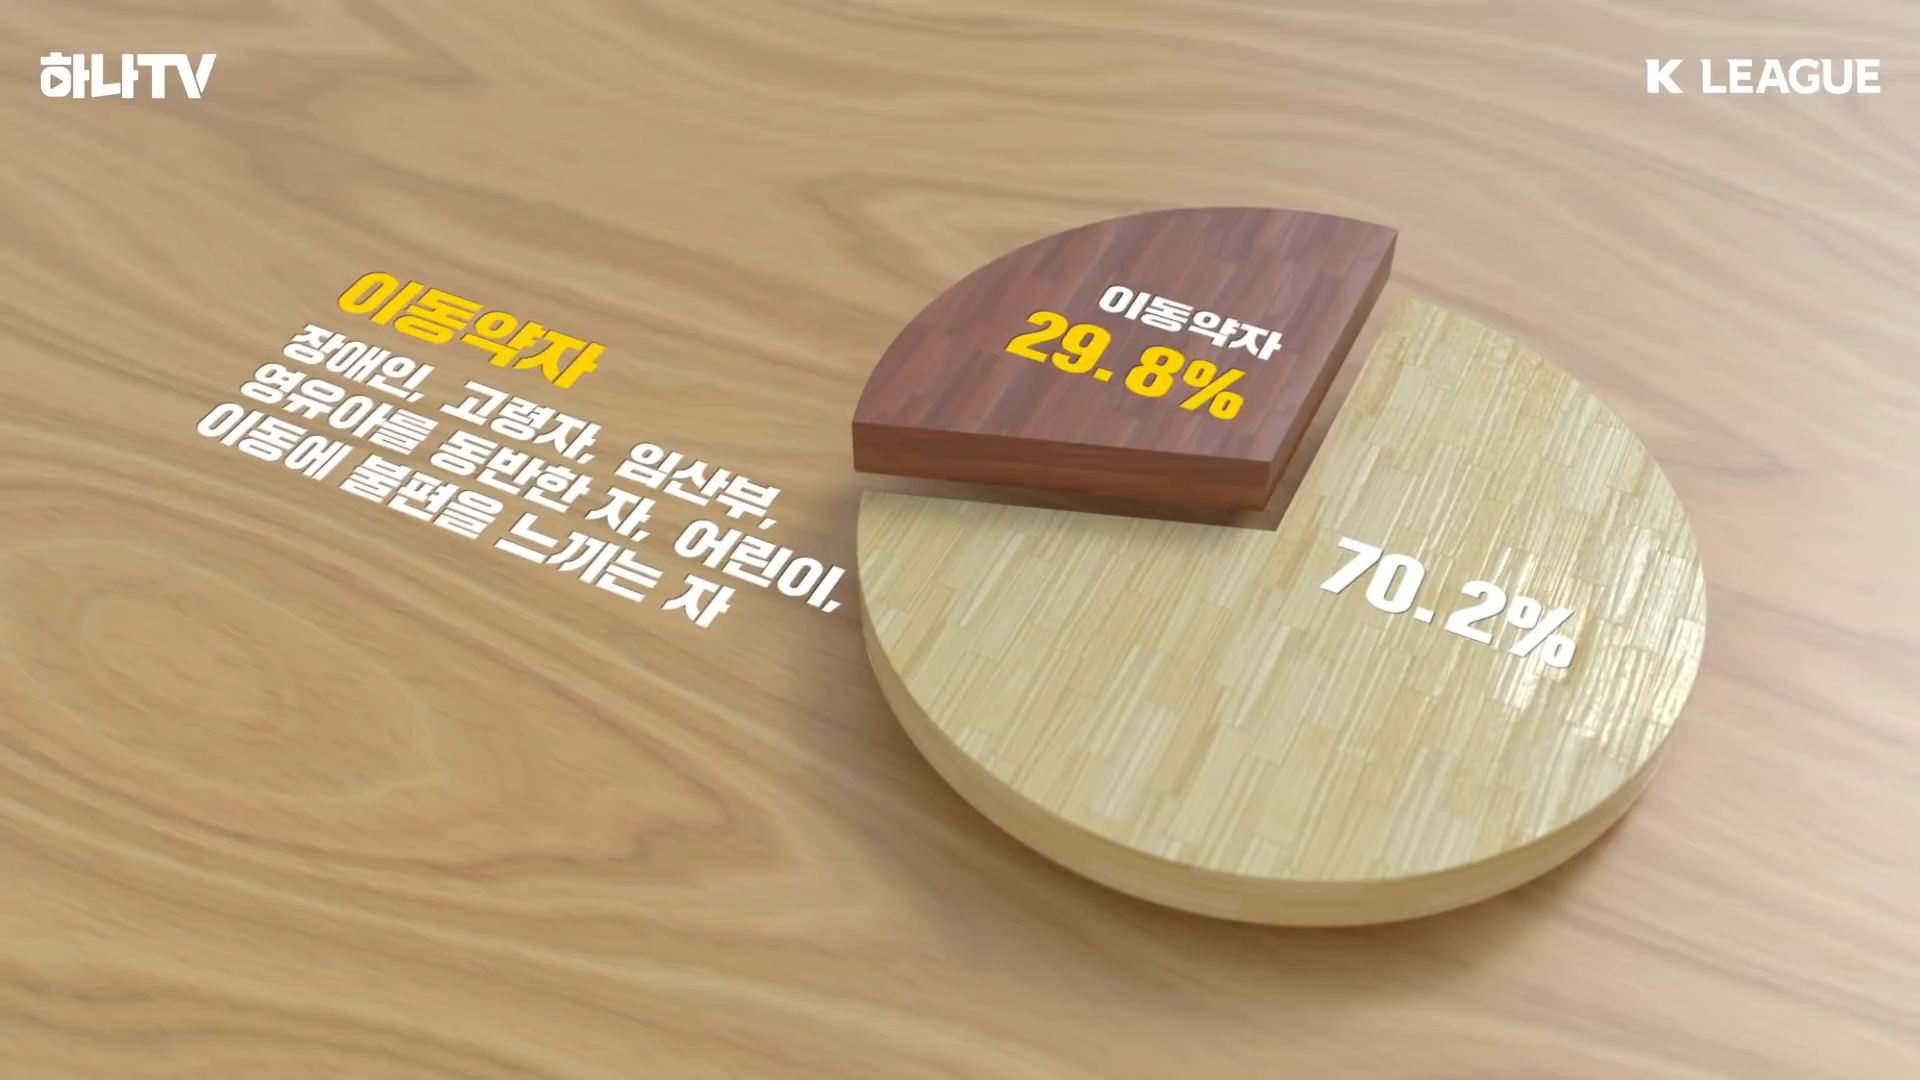 하나TV
K LEAGUE
이동약자
장애인, 고령자, 임산부,
영유아를 동반한 자, 어린이,
이동에 불편을 느끼는 자
이동약자
29.8%
70.2%